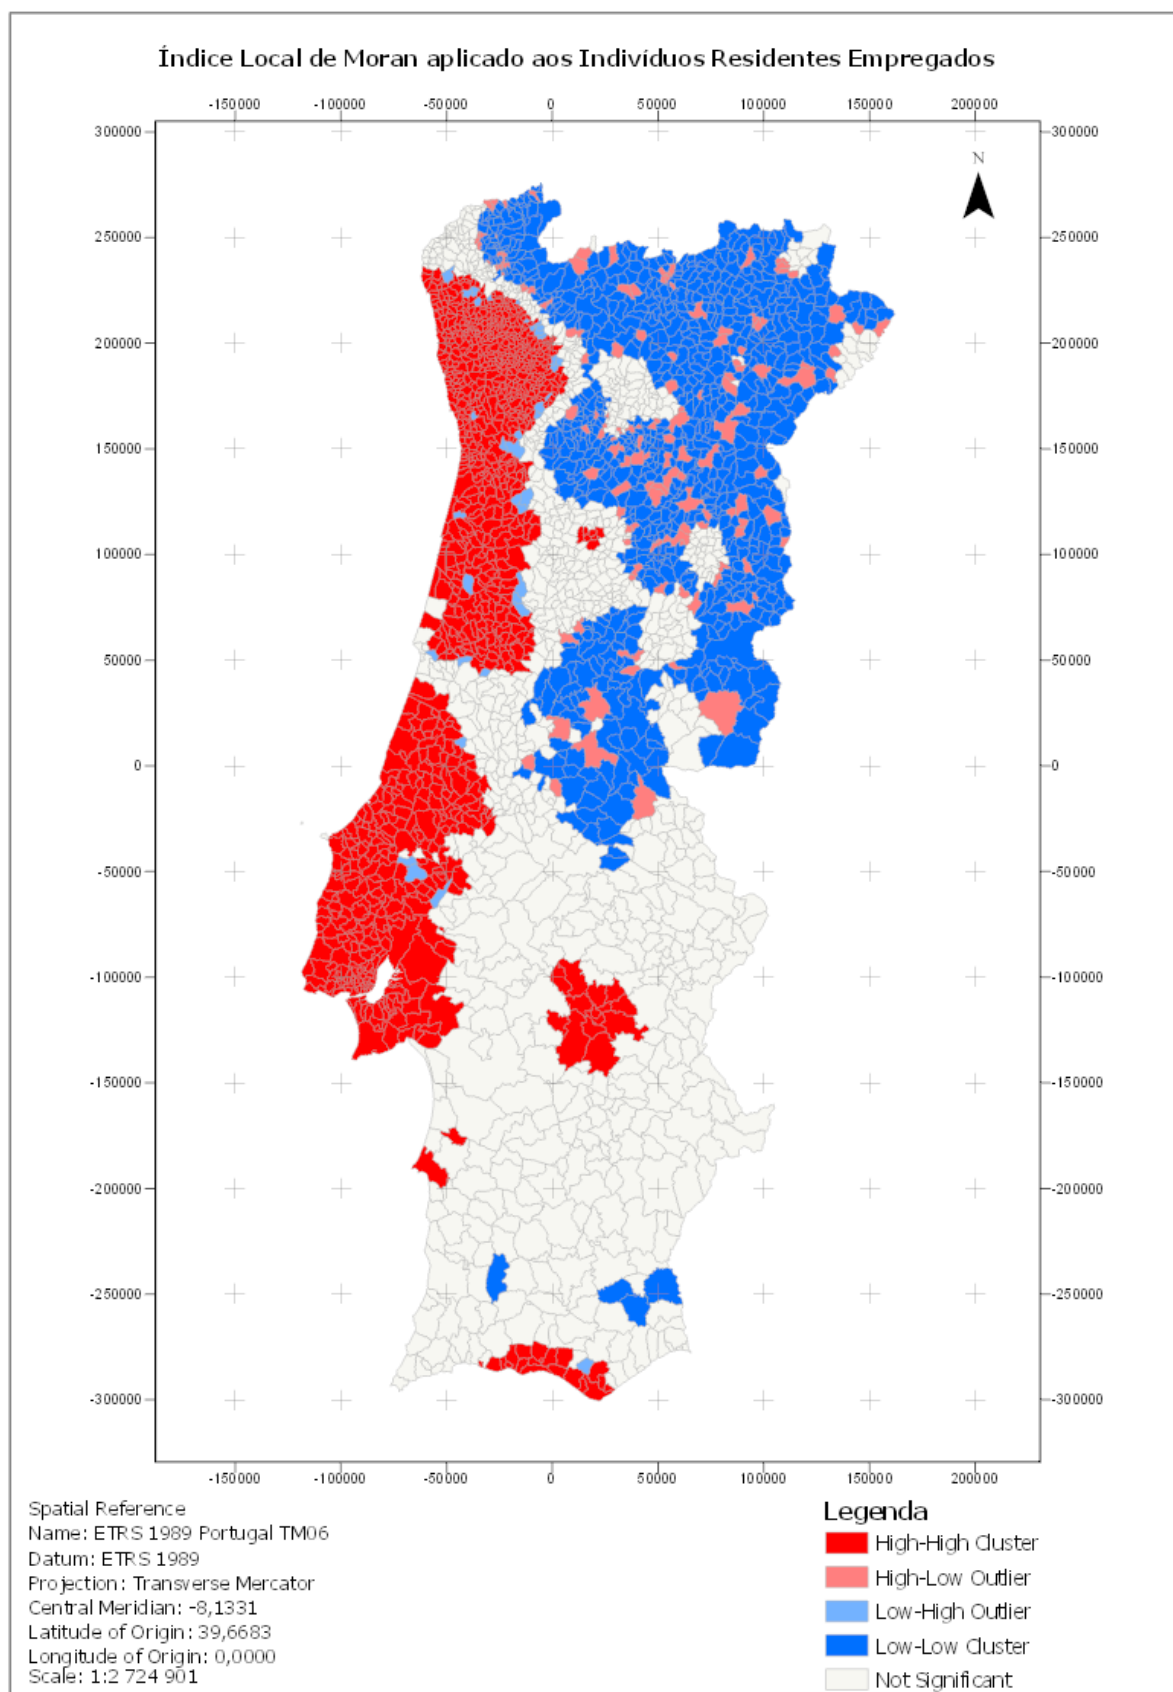 Índice Local de Moran aplicado aos Indivíduos Residentes Empregados
-150000 -100000 -50000 0 50000 100000 150000 200000
300000 300000
N
250000 250000
200000 200000
150000 150000
100000 100000
50000 50000
0 0
-50000 -50000
-100000 -100000
-150000 -150000
-200000 -200000
-250000 -250000
-300000 -300000
-150000 -100000 -50000 0 50000 100000 150000 200000
Spatial Reference
Name: ETRS 1989 Portugal TM06
Datum: ETRS 1989
Projection: Transverse Mercator
Central Meridian: -8,1331
Latitude of Origin: 39,6683
Longitude of Origin: 0,0000
Scale: 1:2 724 901
Legenda
High-High Cluster
High-Low Outlier
Low-High Outlier
Low-Low Cluster
Not Significant